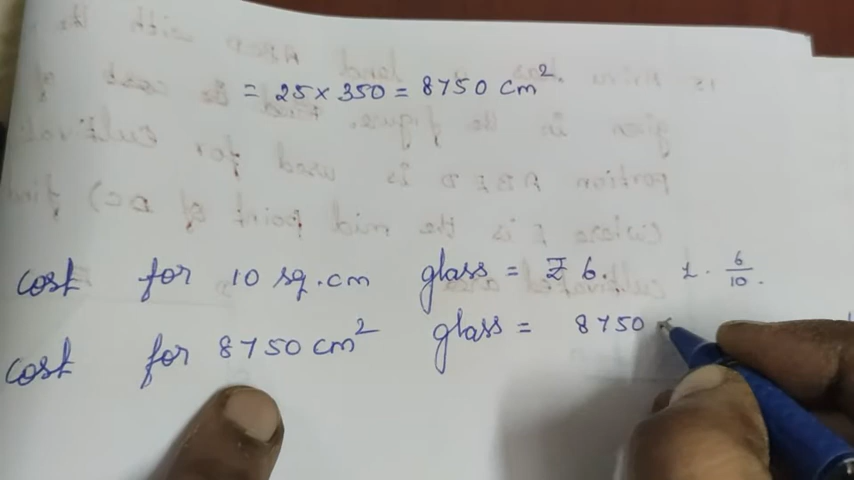 = 25 × 350 = 8750 cm²
cost for 10 sq.cm glass = ₹ 6. 1. 6/10.
cost for 8750 cm² glass = 8750 ×